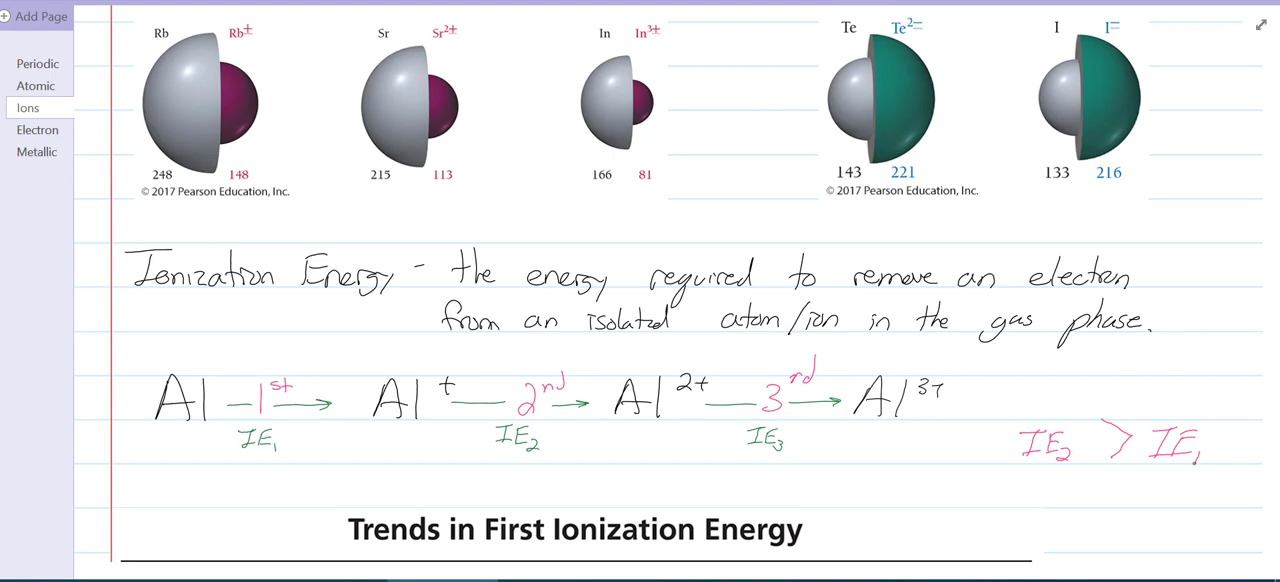 Add Page
Periodic
Atomic
Ions
Electron
Metallic
Rb Rb+
Sr Sr2+
In In3+
Te Te2−
I I−
248 148
215 113
166 81
143 221
133 216
© 2017 Pearson Education, Inc.
© 2017 Pearson Education, Inc.
Ionization Energy - the energy required to remove an electron
from an isolated atom/ion in the gas phase.
Al 1st → Al+ 2nd → Al2+ 3rd → Al3+
IE1 IE2 IE3
IE2 > IE1
Trends in First Ionization Energy